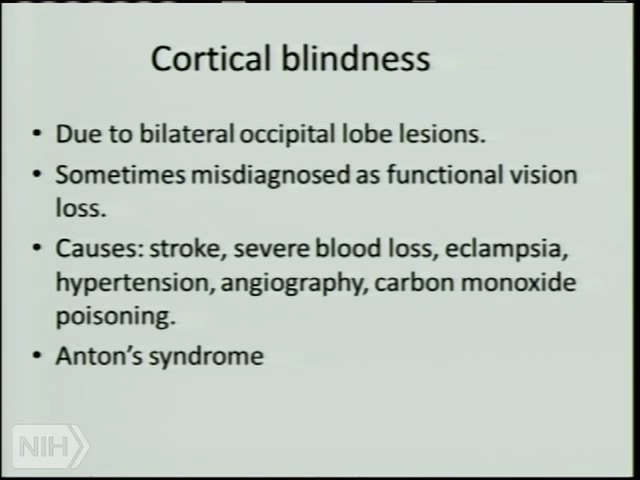 Cortical blindness
• Due to bilateral occipital lobe lesions.
• Sometimes misdiagnosed as functional vision
loss.
• Causes: stroke, severe blood loss, eclampsia,
hypertension, angiography, carbon monoxide
poisoning.
• Anton's syndrome
NIH